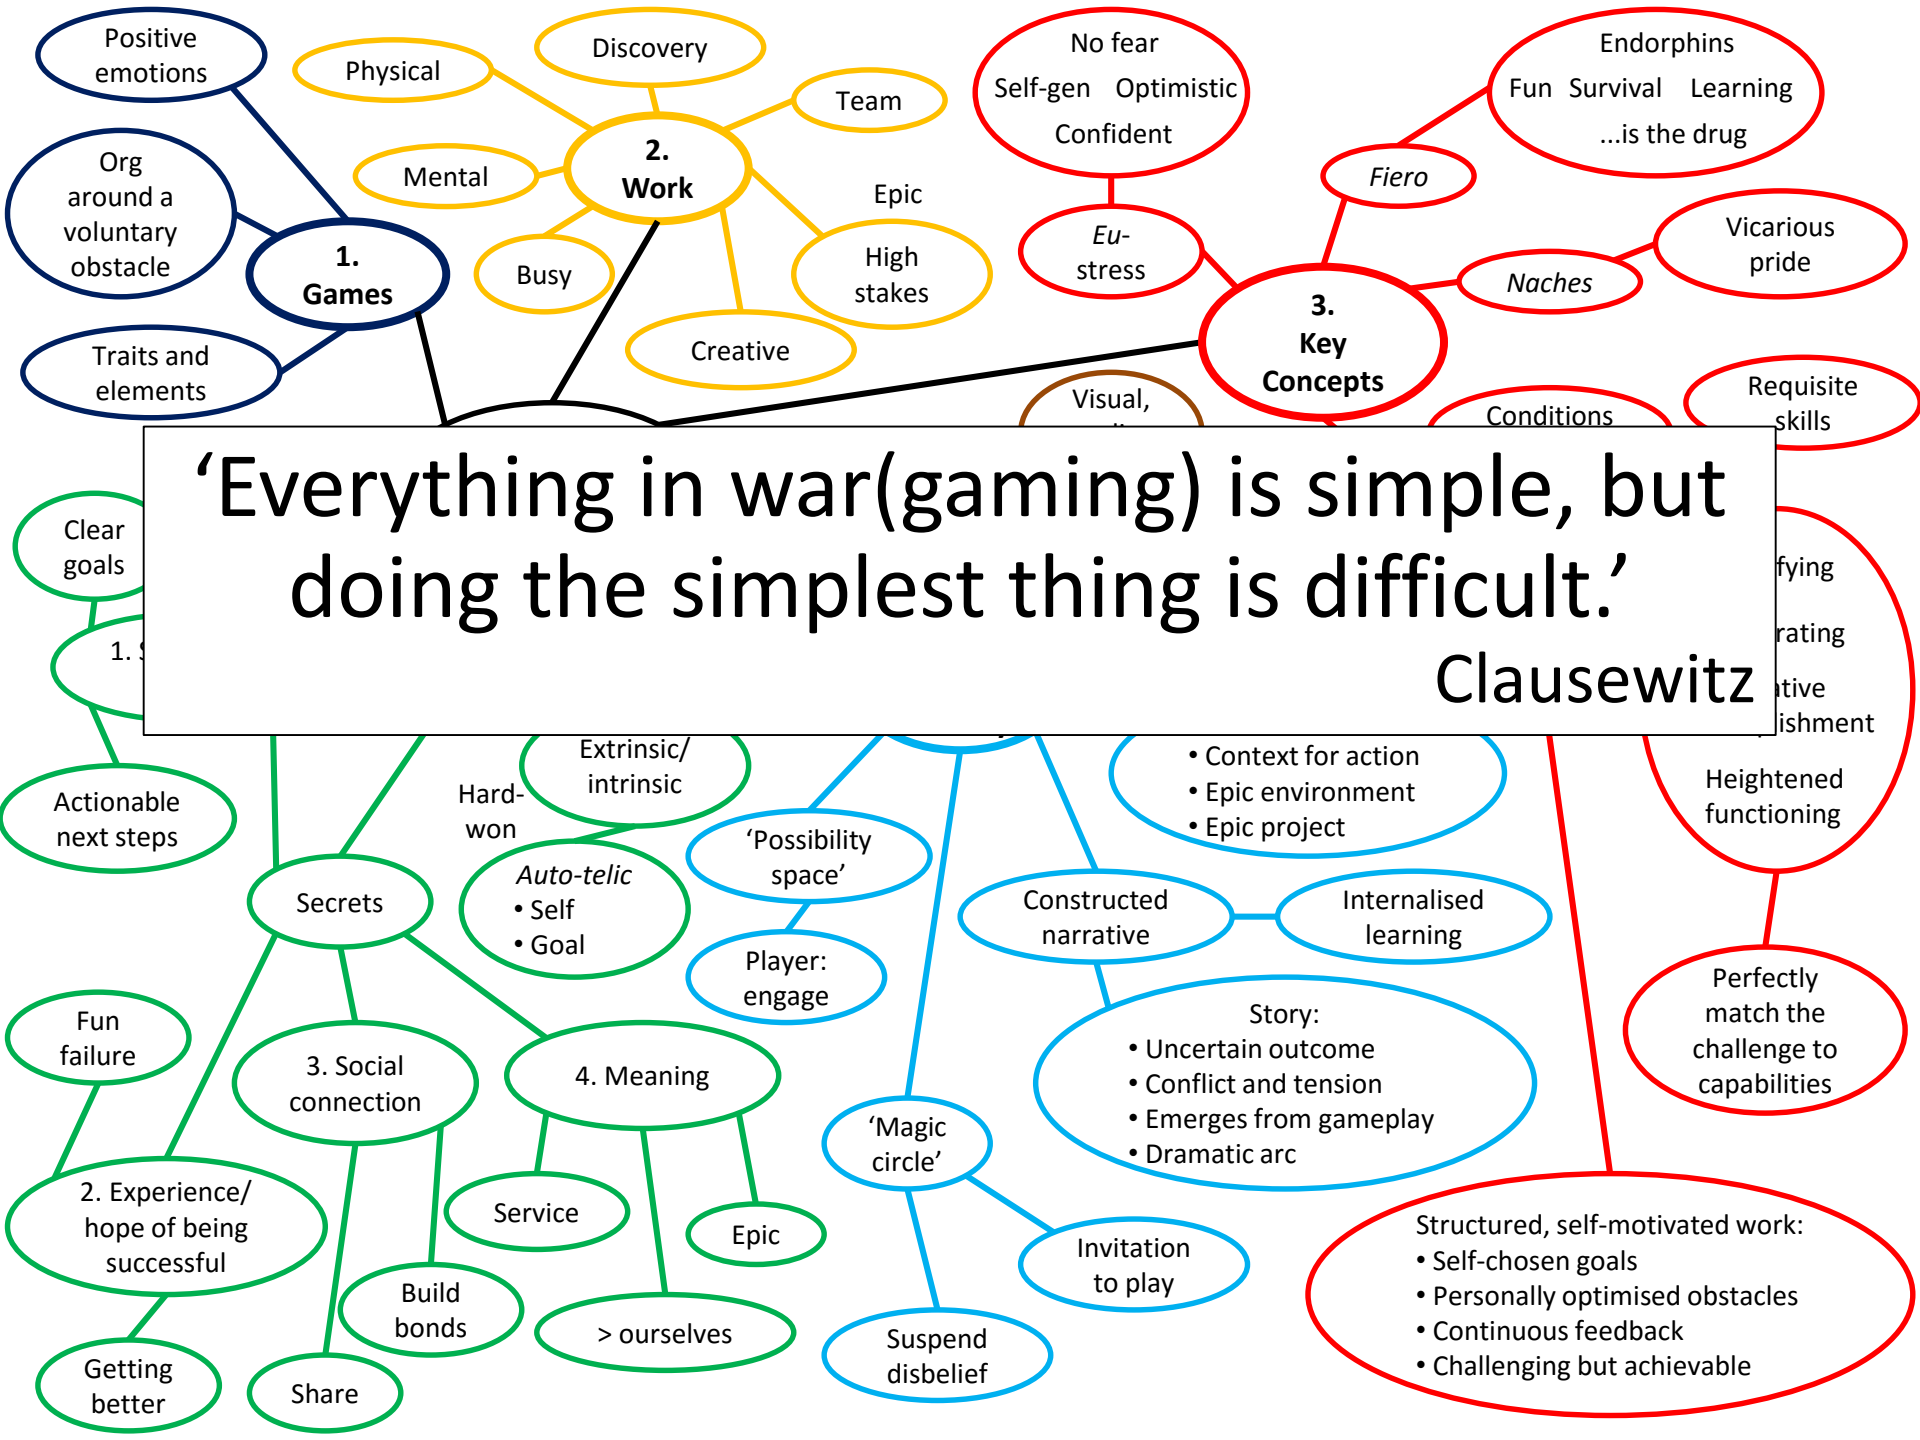 Positive
emotions
Org
around a
voluntary
obstacle
1.
Games
Traits and
elements
Physical
Discovery
Team
Mental
2.
Work
Busy
Epic
High
stakes
Creative
No fear
Self-gen Optimistic
Confident
Eu-
stress
Endorphins
Fun Survival Learning
...is the drug
Fiero
Naches
Vicarious
pride
3.
Key
Concepts
Visual,
Conditions
Requisite
skills
‘Everything in war(gaming) is simple, but
doing the simplest thing is difficult.’
Clausewitz
Clear
goals
1.
Actionable
next steps
Secrets
Hard-
won
Extrinsic/
intrinsic
Auto-telic
• Self
• Goal
Fun
failure
3. Social
connection
4. Meaning
2. Experience/
hope of being
successful
Service
Epic
Build
bonds
> ourselves
Getting
better
Share
‘Possibility
space’
Player:
engage
• Context for action
• Epic environment
• Epic project
Constructed
narrative
Internalised
learning
Story:
• Uncertain outcome
• Conflict and tension
• Emerges from gameplay
• Dramatic arc
‘Magic
circle’
Invitation
to play
Suspend
disbelief
Heightened
functioning
Perfectly
match the
challenge to
capabilities
Structured, self-motivated work:
• Self-chosen goals
• Personally optimised obstacles
• Continuous feedback
• Challenging but achievable